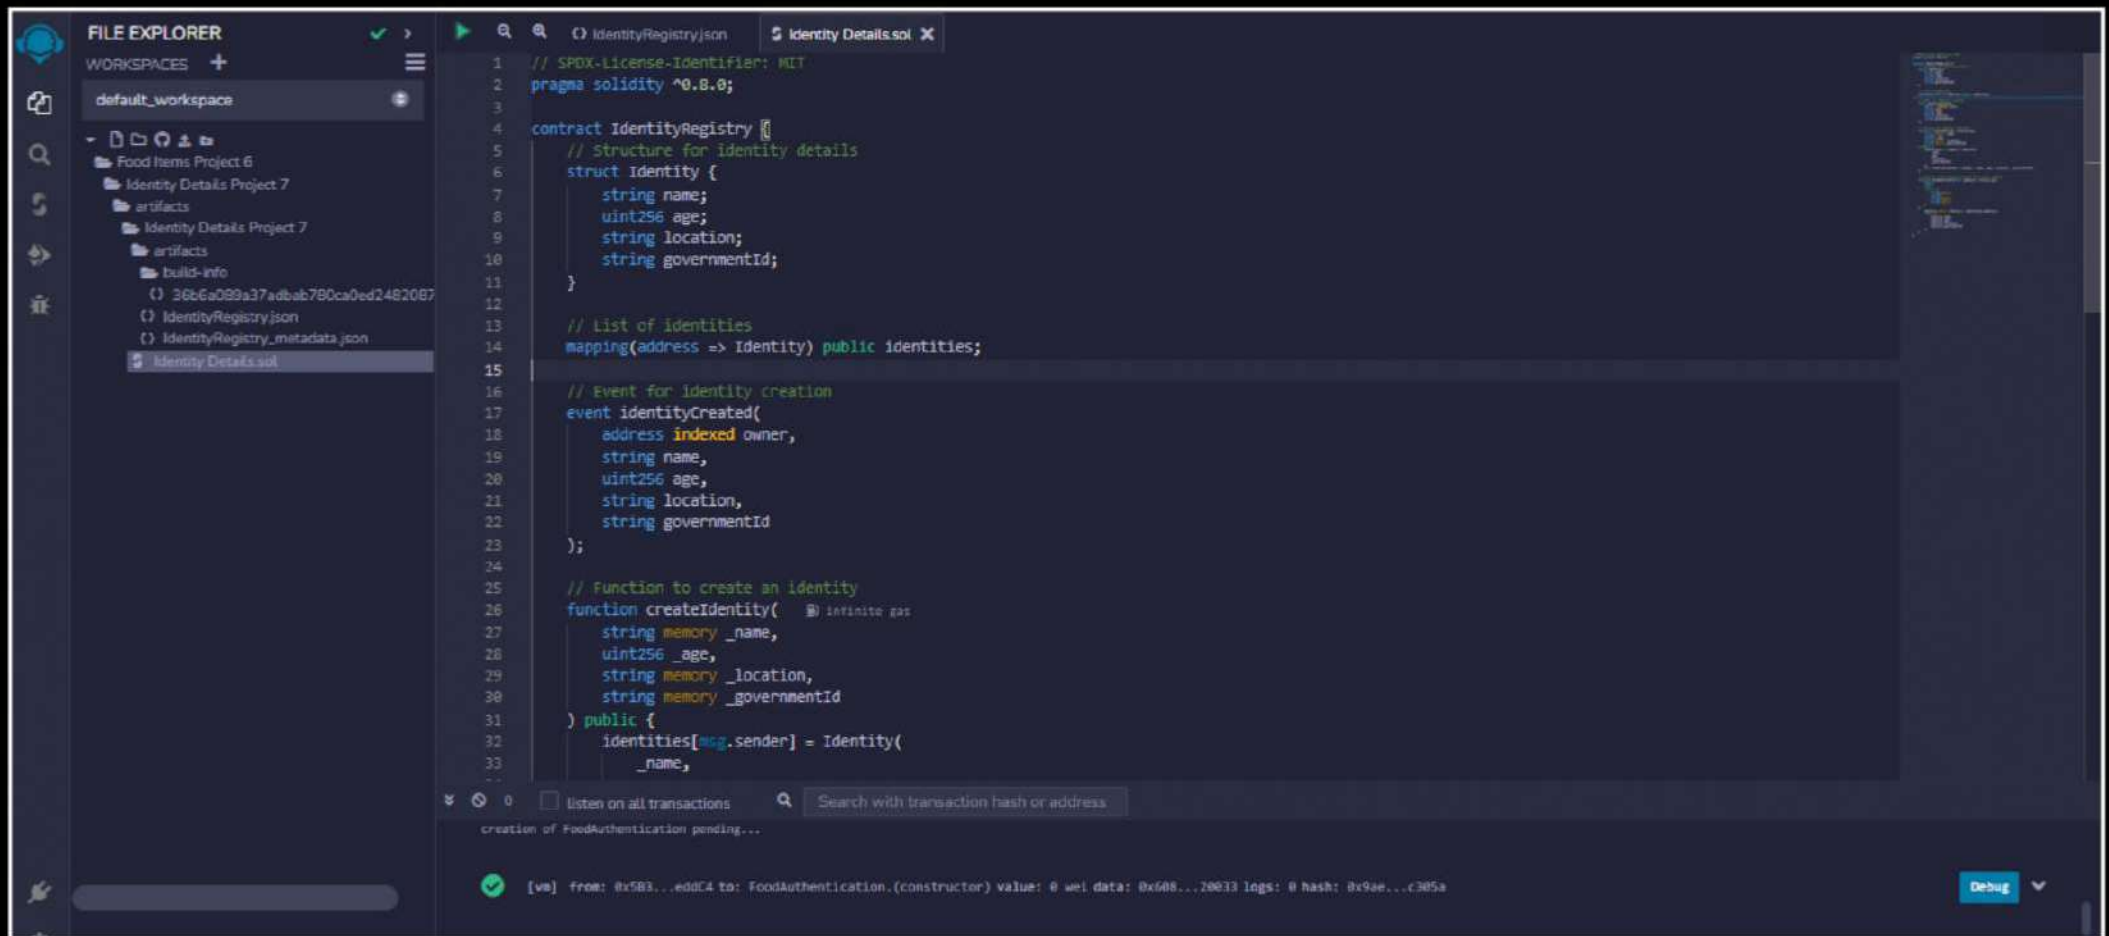 FILE EXPLORER
WORKSPACES
default_workspace
Food Items Project 6
Identity Details Project 7
artifacts
Identity Details Project 7
artifacts
build-info
36b6a089a37adbab780ca0ed2482087
IdentityRegistry.json
IdentityRegistry_metadata.json
Identity Details.sol
IdentityRegistry.json Identity Details.sol
1 // SPDX-License-Identifier: MIT
2 pragma solidity ^0.8.0;
3
4 contract IdentityRegistry {
5 // Structure for identity details
6 struct Identity {
7 string name;
8 uint256 age;
9 string location;
10 string governmentId;
11 }
12
13 // List of identities
14 mapping(address => Identity) public identities;
15
16 // Event for identity creation
17 event identityCreated(
18 address indexed owner,
19 string name,
20 uint256 age,
21 string location,
22 string governmentId
23 );
24
25 // Function to create an identity
26 function createIdentity( infinite gas
27 string memory _name,
28 uint256 _age,
29 string memory _location,
30 string memory _governmentId
31 ) public {
32 identities[msg.sender] = Identity(
33 _name,
0 listen on all transactions Search with transaction hash or address
creation of FoodAuthentication pending...
[vm] from: 0x5B3...eddC4 to: FoodAuthentication.(constructor) value: 0 wei data: 0x608...20033 logs: 0 hash: 0x9ae...c305a
Debug